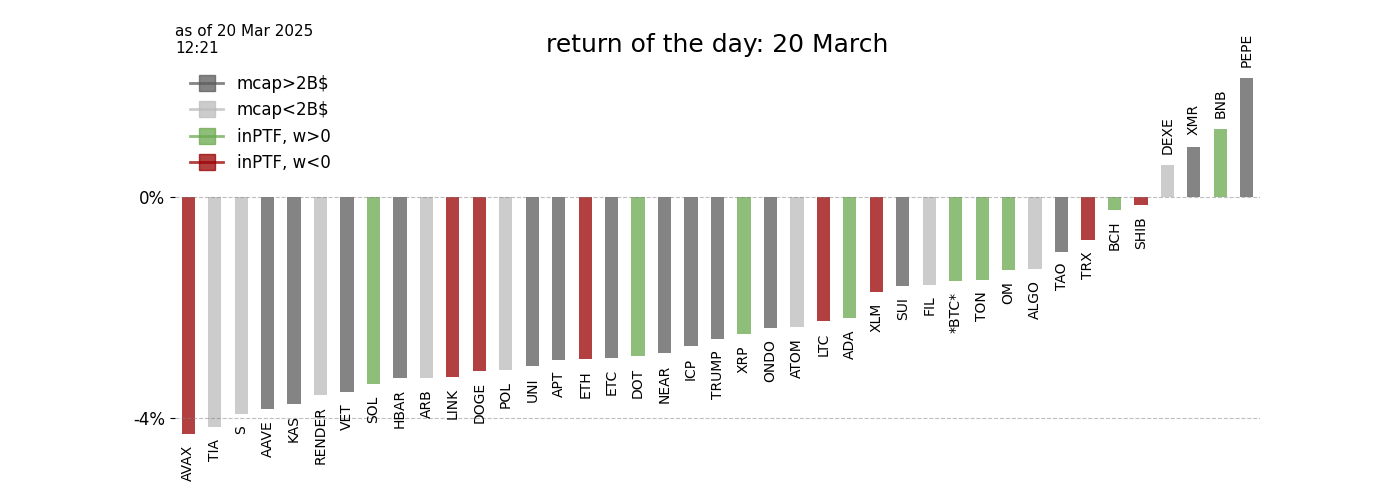 as of 20 Mar 2025
12:21
return of the day: 20 March
mcap>2B$
mcap<2B$
inPTF, w>0
inPTF, w<0
0%
-4%
AVAX
TIA
S
AAVE
KAS
RENDER
VET
SOL
HBAR
ARB
LINK
DOGE
POL
UNI
APT
ETH
ETC
DOT
NEAR
ICP
TRUMP
XRP
ONDO
ATOM
LTC
ADA
XLM
SUI
FIL
*BTC*
TON
OM
ALGO
TAO
TRX
BCH
SHIB
DEXE
XMR
BNB
PEPE